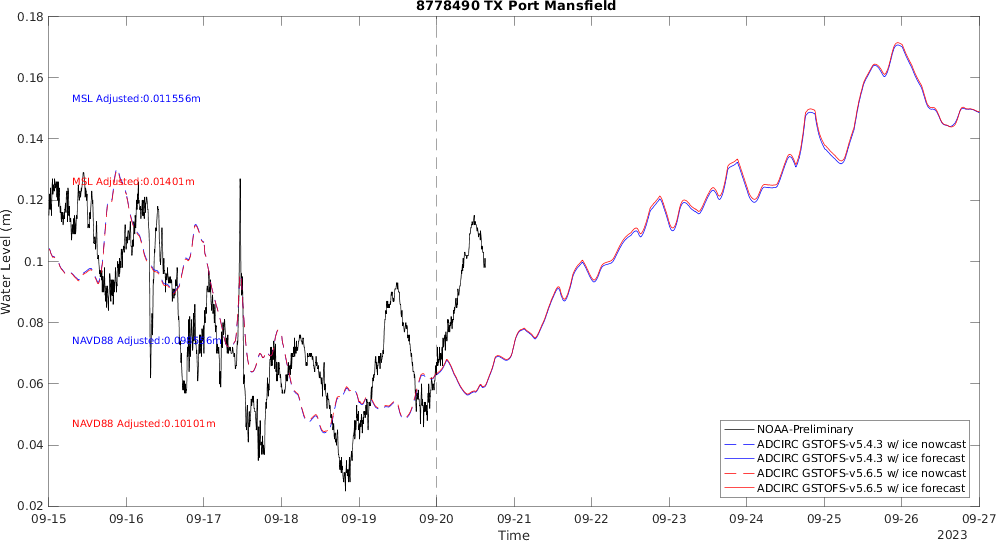 8778490 TX Port Mansfield
0.18
0.16
0.14
0.12
0.1
0.08
0.06
0.04
0.02
Water Level (m)
MSL Adjusted:0.011556m
MSL Adjusted:0.01401m
NAVD88 Adjusted:0.098556m
NAVD88 Adjusted:0.10101m
NOAA-Preliminary
ADCIRC GSTOFS-v5.4.3 w/ ice nowcast
ADCIRC GSTOFS-v5.4.3 w/ ice forecast
ADCIRC GSTOFS-v5.6.5 w/ ice nowcast
ADCIRC GSTOFS-v5.6.5 w/ ice forecast
09-15 09-16 09-17 09-18 09-19 09-20 09-21 09-22 09-23 09-24 09-25 09-26 09-27
Time
2023